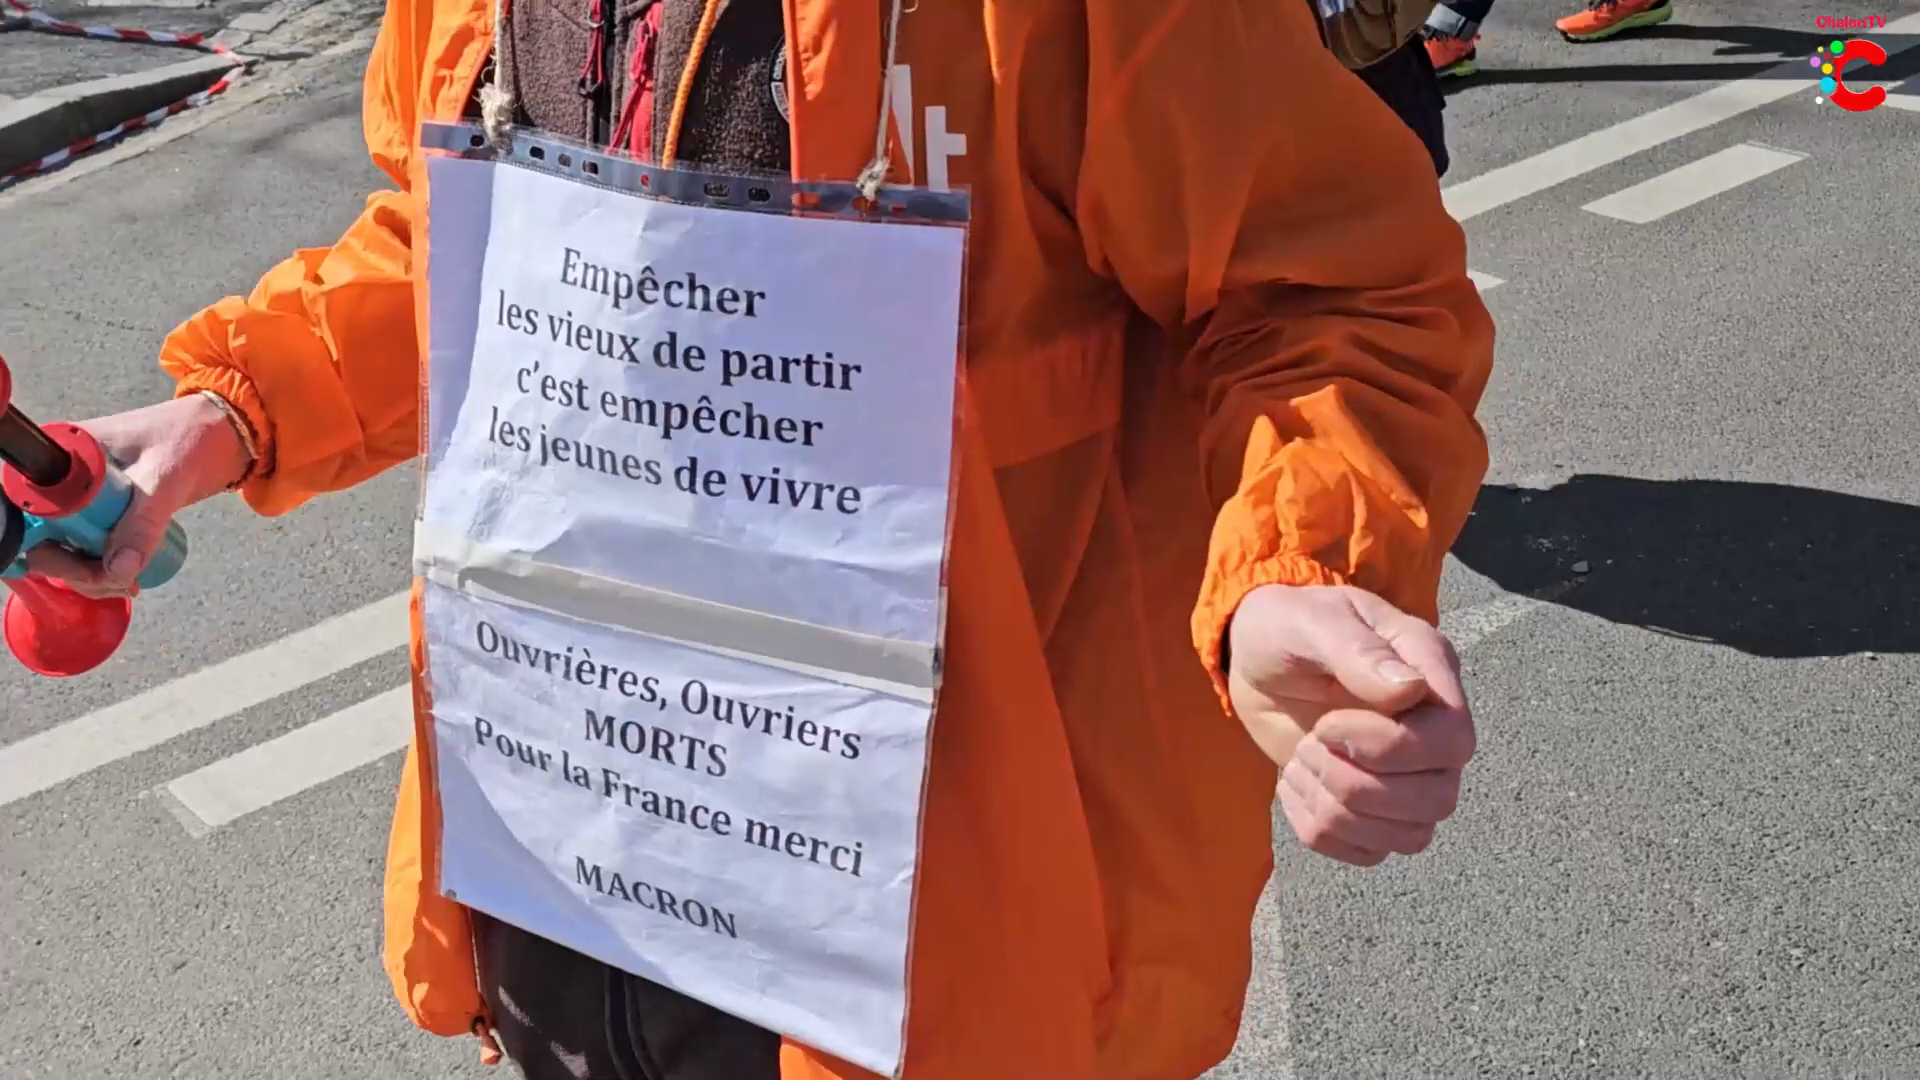 ChalonTV
Empêcher
les vieux de partir
c'est empêcher
les jeunes de vivre
Ouvrières, Ouvriers
MORTS
Pour la France merci
MACRON